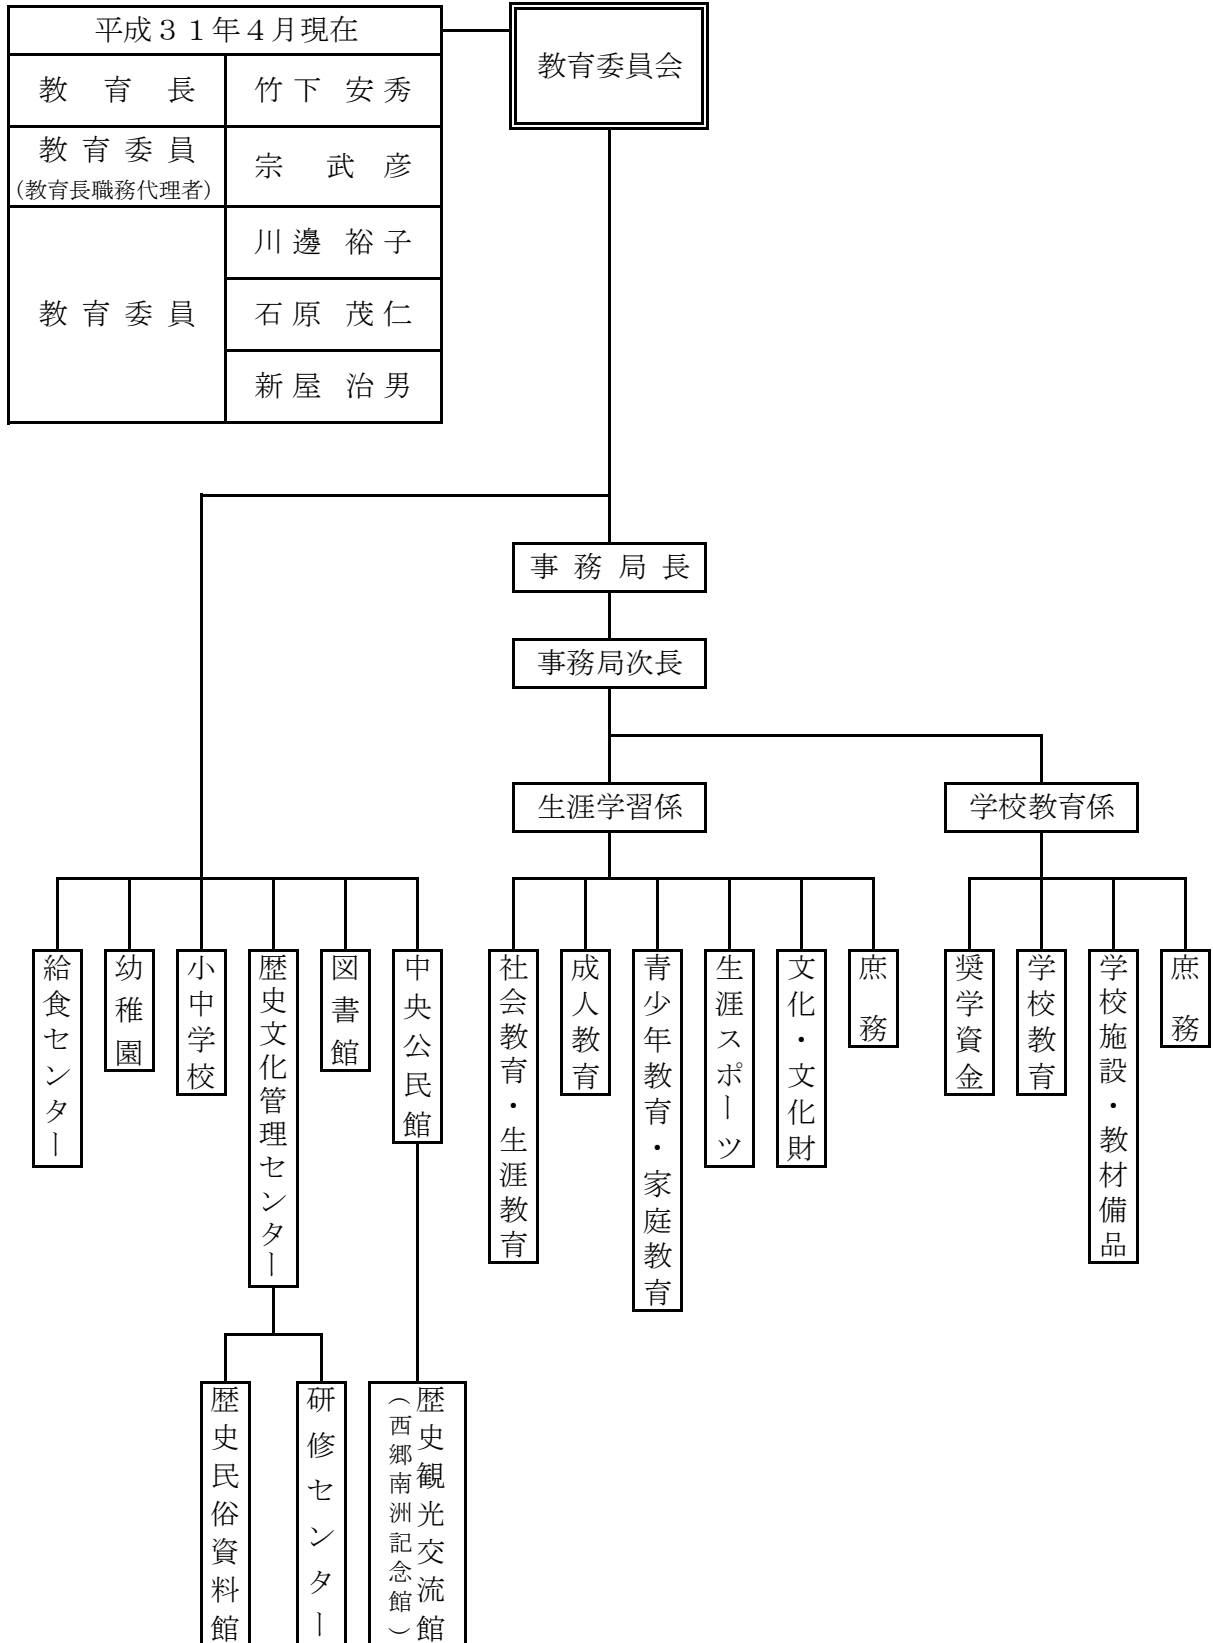 平成３１年４月現在
教育長
竹下 安秀
教育委員
(教育長職務代理者)
宗 武彦
教育委員
川邊 裕子
石原 茂仁
新屋 治男
教育委員会
事務局長
事務局次長
生涯学習係
学校教育係
給食センター
幼稚園
小中学校
歴史文化管理センター
図書館
中央公民館
社会教育・生涯教育
成人教育
青少年教育・家庭教育
生涯スポーツ
文化・文化財
庶務
奨学資金
学校教育
学校施設・教材備品
庶務
歴史民俗資料館
研修センター
歴史観光交流館
（西郷南洲記念館）